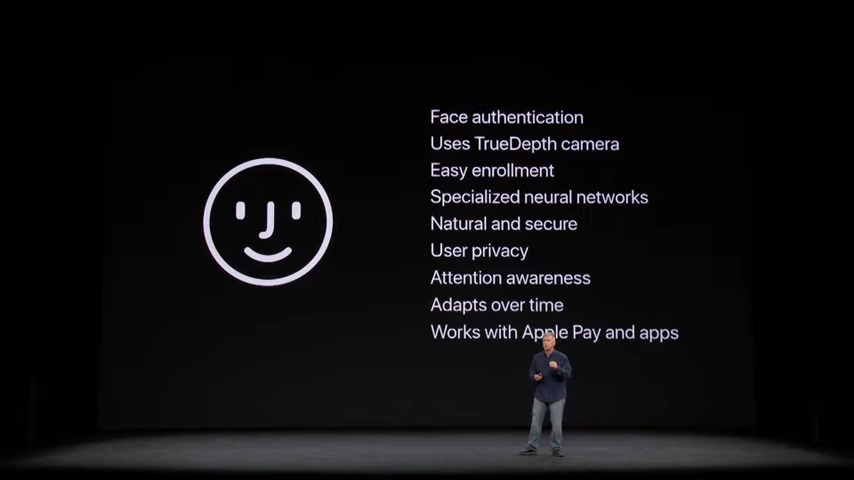 Face authentication
Uses TrueDepth camera
Easy enrollment
Specialized neural networks
Natural and secure
User privacy
Attention awareness
Adapts over time
Works with Apple Pay and apps